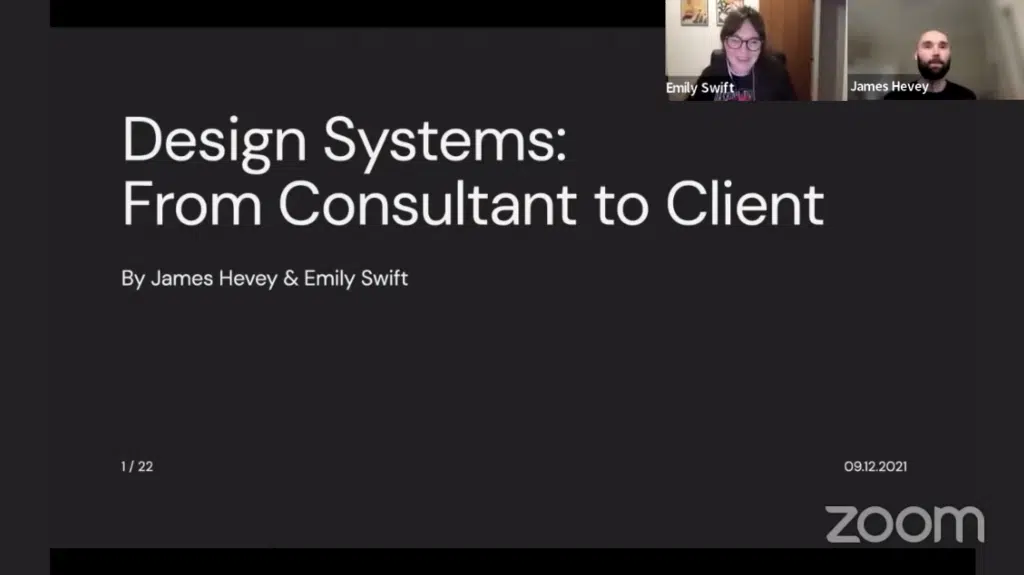 Emily Swift
James Hevey
Design Systems:
From Consultant to Client
By James Hevey & Emily Swift
1 / 22
09.12.2021
zoom